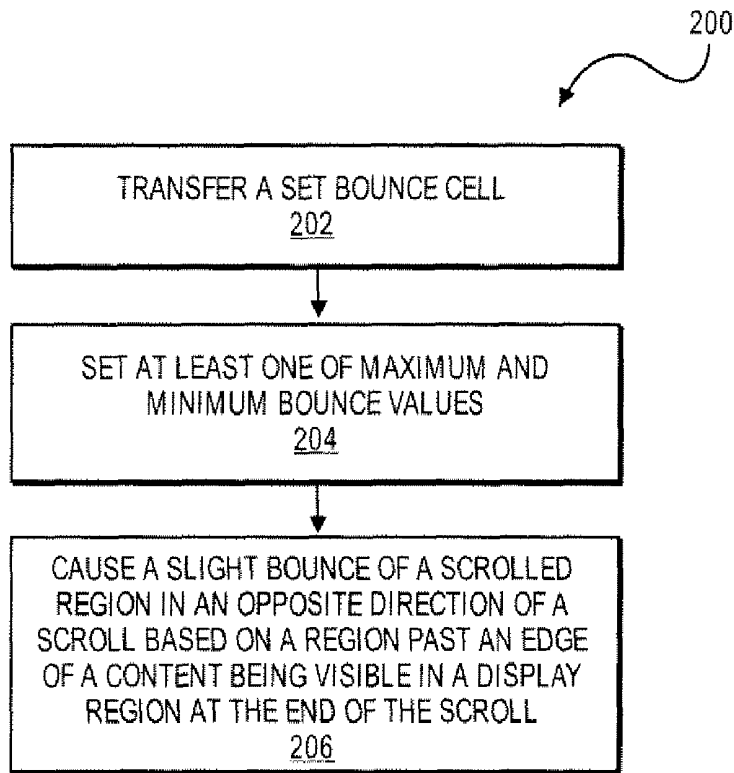 200
TRANSFER A SET BOUNCE CELL
202
SET AT LEAST ONE OF MAXIMUM AND
MINIMUM BOUNCE VALUES
204
CAUSE A SLIGHT BOUNCE OF A SCROLLED
REGION IN AN OPPOSITE DIRECTION OF A
SCROLL BASED ON A REGION PAST AN EDGE
OF A CONTENT BEING VISIBLE IN A DISPLAY
REGION AT THE END OF THE SCROLL
206